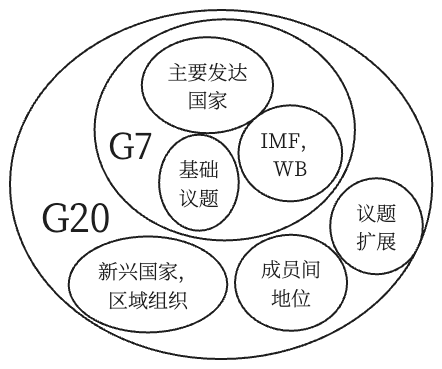 主要发达
国家
G7
IMF,
WB
基础
议题
G20
议题
扩展
新兴国家,
区域组织
成员间
地位